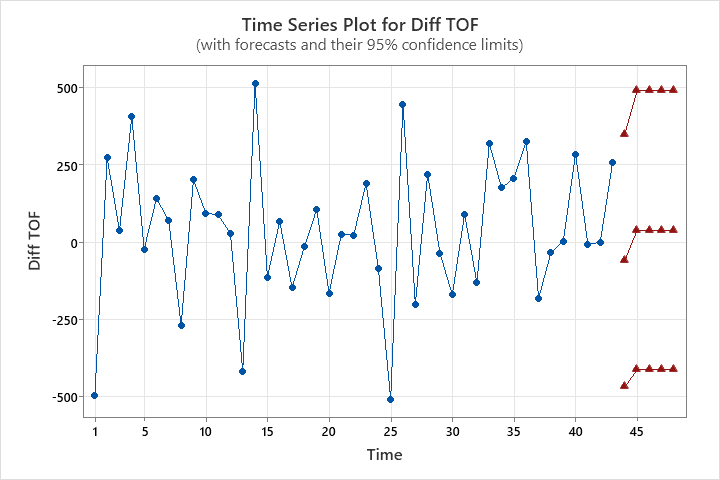 Time Series Plot for Diff TOF
(with forecasts and their 95% confidence limits)
Diff TOF
500
250
0
-250
-500
1 5 10 15 20 25 30 35 40 45
Time